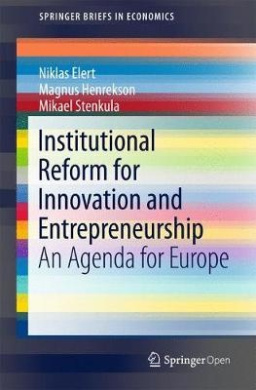 SPRINGER BRIEFS IN ECONOMICS
Niklas Elert
Magnus Henrekson
Mikael Stenkula
Institutional
Reform for
Innovation and
Entrepreneurship
An Agenda for Europe
Springer Open